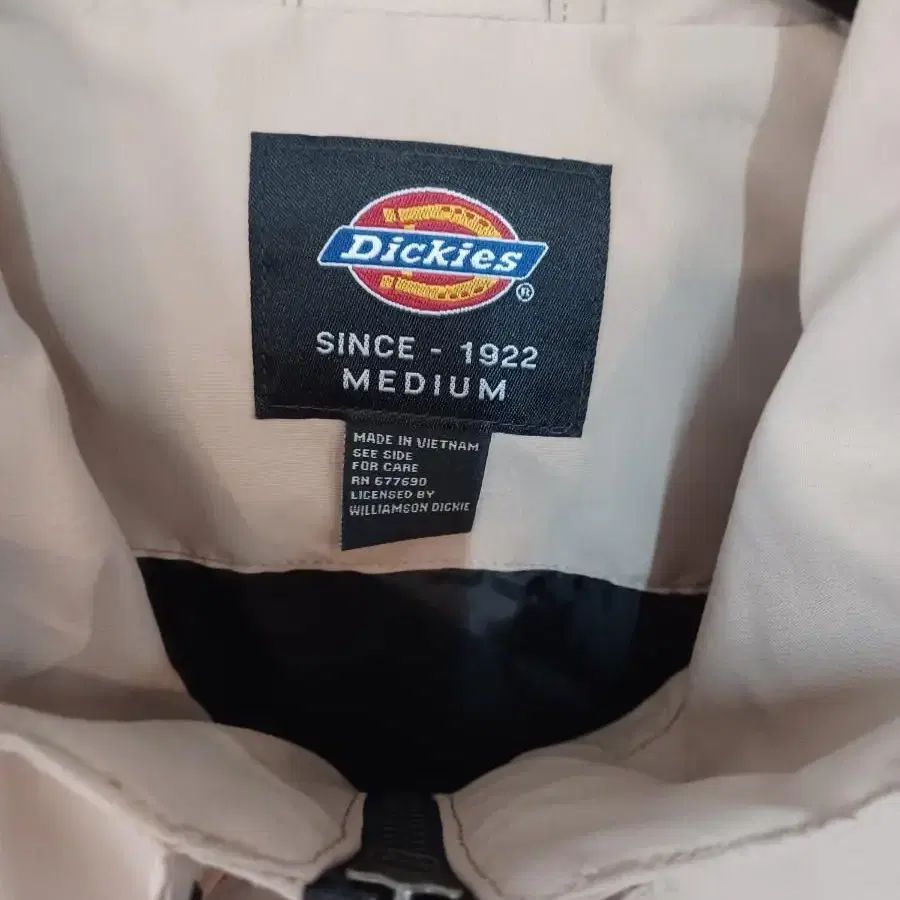 Dickies
®
SINCE - 1922
MEDIUM
MADE IN VIETNAM
SEE SIDE
FOR CARE
RN 677690
LICENSED BY
WILLIAMSON DICKIE